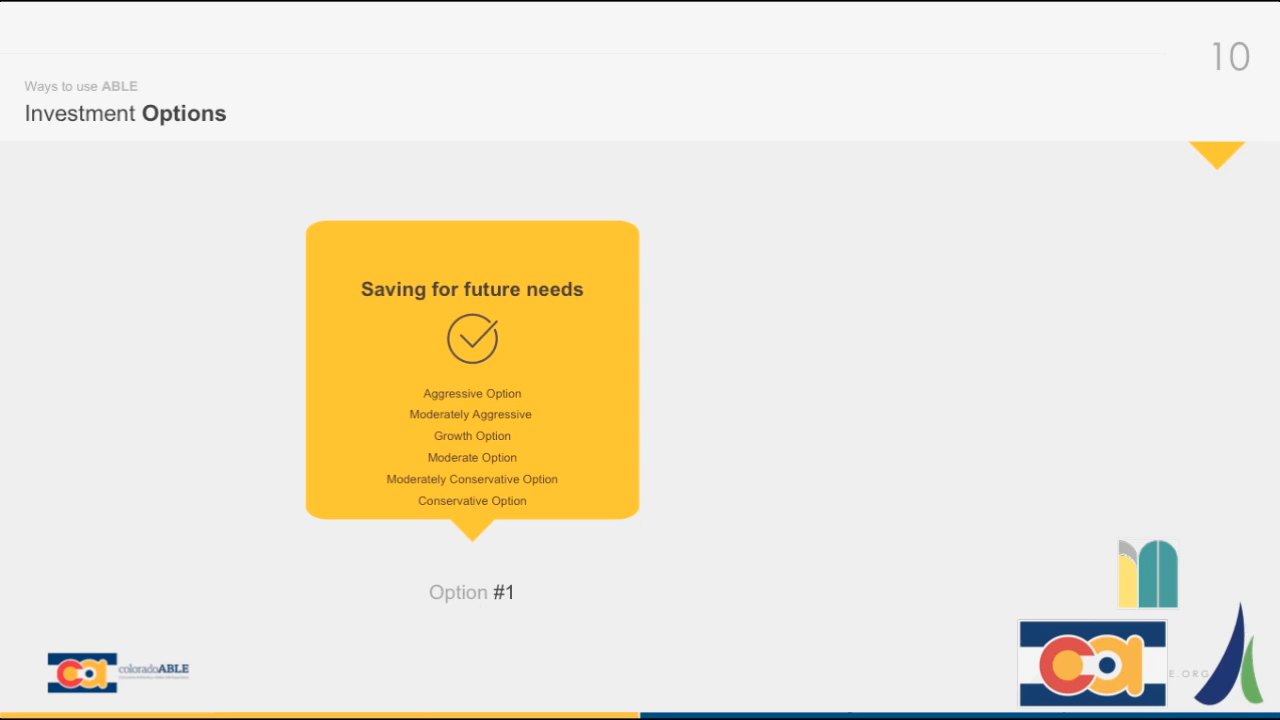 10
Ways to use ABLE
Investment Options
Saving for future needs
Aggressive Option
Moderately Aggressive
Growth Option
Moderate Option
Moderately Conservative Option
Conservative Option
Option #1
coloradoABLE
E.ORG